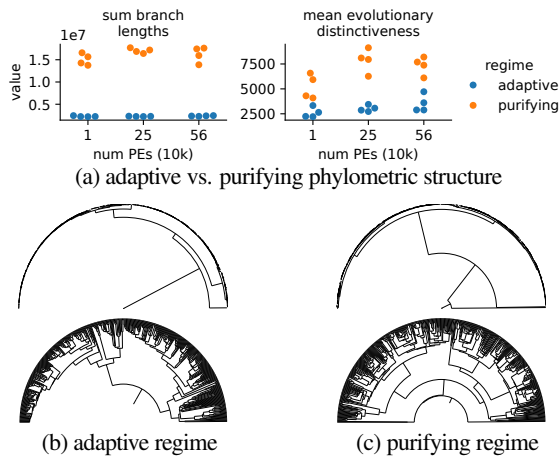 sum branch
lengths
mean evolutionary
distinctiveness
1e7
value
1.5
1.0
0.5
1
25
56
num PEs (10k)
7500
5000
2500
1
25
56
num PEs (10k)
regime
adaptive
purifying
(a) adaptive vs. purifying phylometric structure
(b) adaptive regime
(c) purifying regime